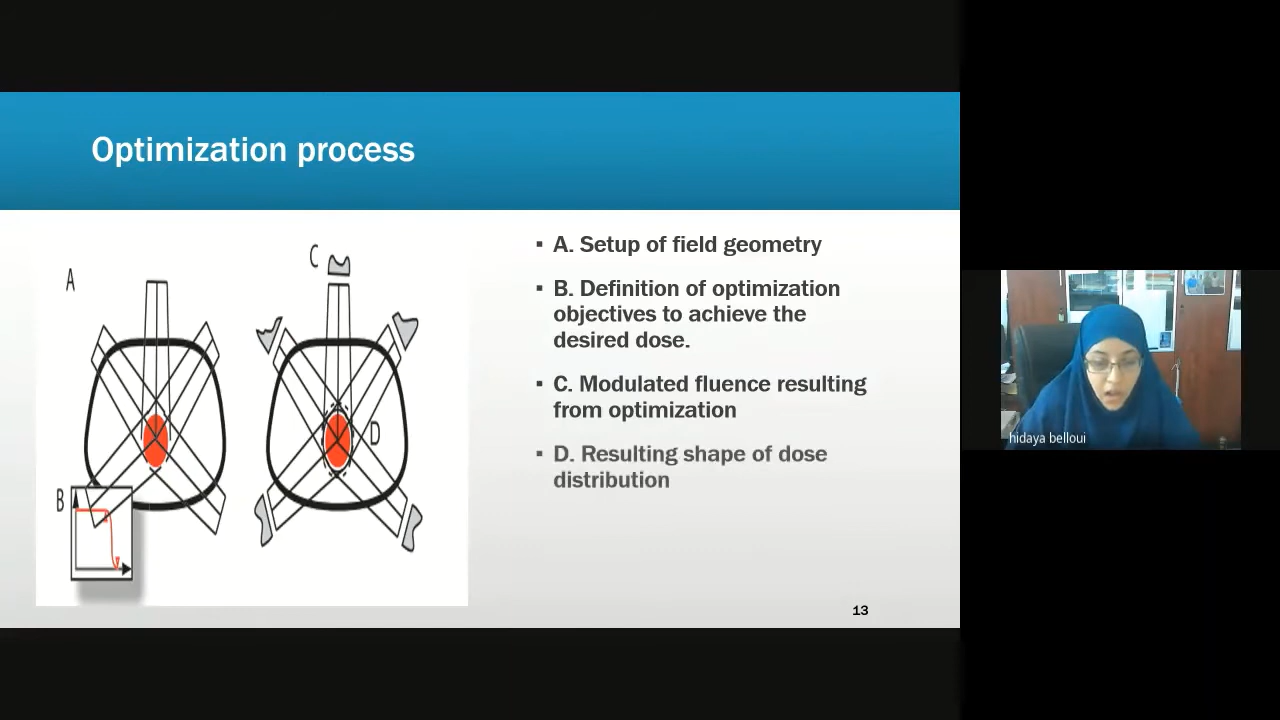 Optimization process
A
B
C
D
▪ A. Setup of field geometry
▪ B. Definition of optimization
objectives to achieve the
desired dose.
▪ C. Modulated fluence resulting
from optimization
▪ D. Resulting shape of dose
distribution
13
hidaya belloui